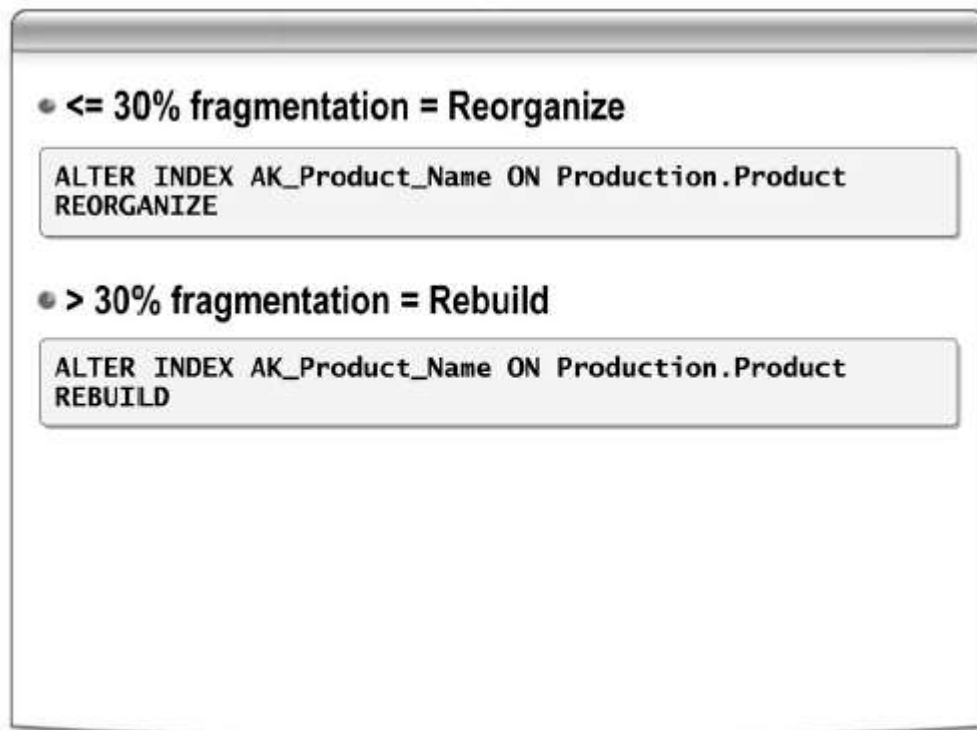 <= 30% fragmentation = Reorganize
ALTER INDEX AK_Product_Name ON Production.Product
REORGANIZE
> 30% fragmentation = Rebuild
ALTER INDEX AK_Product_Name ON Production.Product
REBUILD